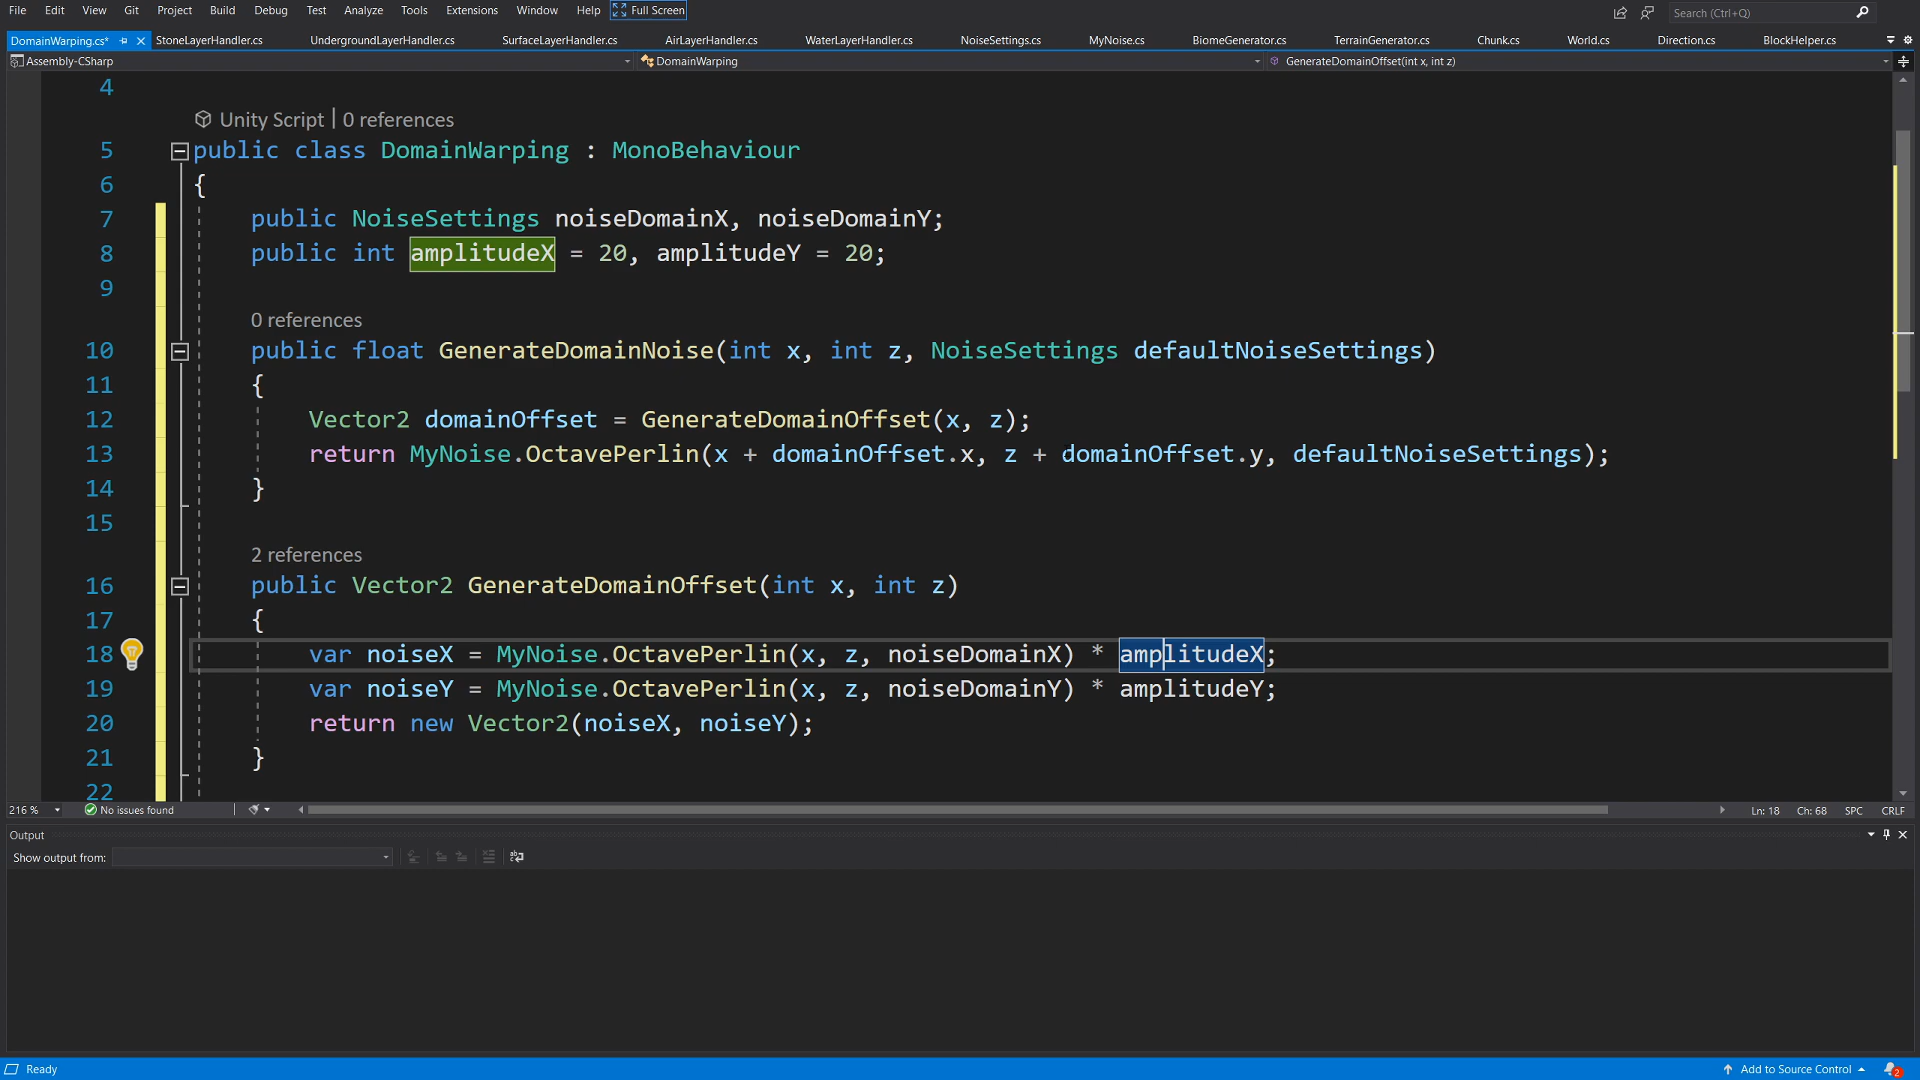 File Edit View Git Project Build Debug Test Analyze Tools Extensions Window Help Full Screen Search (Ctrl+Q)
DomainWarping.cs* StoneLayerHandler.cs UndergroundLayerHandler.cs SurfaceLayerHandler.cs AirLayerHandler.cs WaterLayerHandler.cs NoiseSettings.cs MyNoise.cs BiomeGenerator.cs TerrainGenerator.cs Chunk.cs World.cs Direction.cs BlockHelper.cs
Assembly-CSharp DomainWarping GenerateDomainOffset(int x, int z)
4
Unity Script | 0 references
5 public class DomainWarping : MonoBehaviour
6 {
7 public NoiseSettings noiseDomainX, noiseDomainY;
8 public int amplitudeX = 20, amplitudeY = 20;
9
0 references
10 public float GenerateDomainNoise(int x, int z, NoiseSettings defaultNoiseSettings)
11 {
12 Vector2 domainOffset = GenerateDomainOffset(x, z);
13 return MyNoise.OctavePerlin(x + domainOffset.x, z + domainOffset.y, defaultNoiseSettings);
14 }
15
2 references
16 public Vector2 GenerateDomainOffset(int x, int z)
17 {
18 var noiseX = MyNoise.OctavePerlin(x, z, noiseDomainX) * amplitudeX;
19 var noiseY = MyNoise.OctavePerlin(x, z, noiseDomainY) * amplitudeY;
20 return new Vector2(noiseX, noiseY);
21 }
22
216 % No issues found Ln: 18 Ch: 68 SPC CRLF
Output
Show output from:
Ready Add to Source Control 2